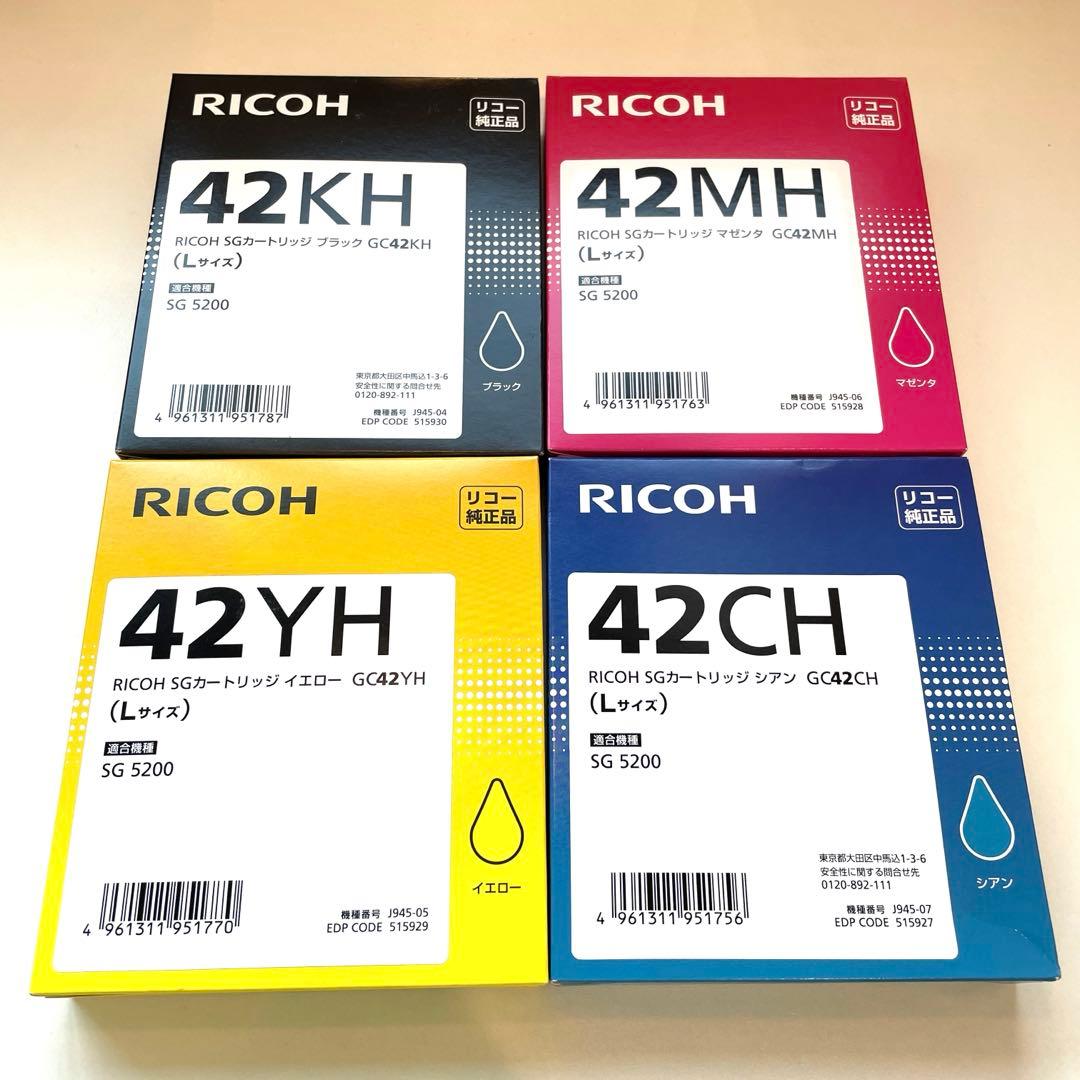 RICOH
リコー
純正品
42KH
RICOH SGカートリッジ ブラック GC42KH
(Lサイズ)
適合機種
SG 5200
ブラック
東京都大田区中馬込1-3-6
安全性に関する問合せ先
0120-892-111
4 961311 951787
機種番号 J945-04
EDP CODE 515930
RICOH
リコー
純正品
42MH
RICOH SGカートリッジ マゼンタ GC42MH
(Lサイズ)
適合機種
SG 5200
マゼンタ
4 961311 951763
機種番号 J945-06
EDP CODE 515928
RICOH
リコー
純正品
42YH
RICOH SGカートリッジ イエロー GC42YH
(Lサイズ)
適合機種
SG 5200
イエロー
4 961311 951770
機種番号 J945-05
EDP CODE 515929
RICOH
リコー
純正品
42CH
RICOH SGカートリッジ シアン GC42CH
(Lサイズ)
適合機種
SG 5200
シアン
東京都大田区中馬込1-3-6
安全性に関する問合せ先
0120-892-111
4 961311 951756
機種番号 J945-07
EDP CODE 515927